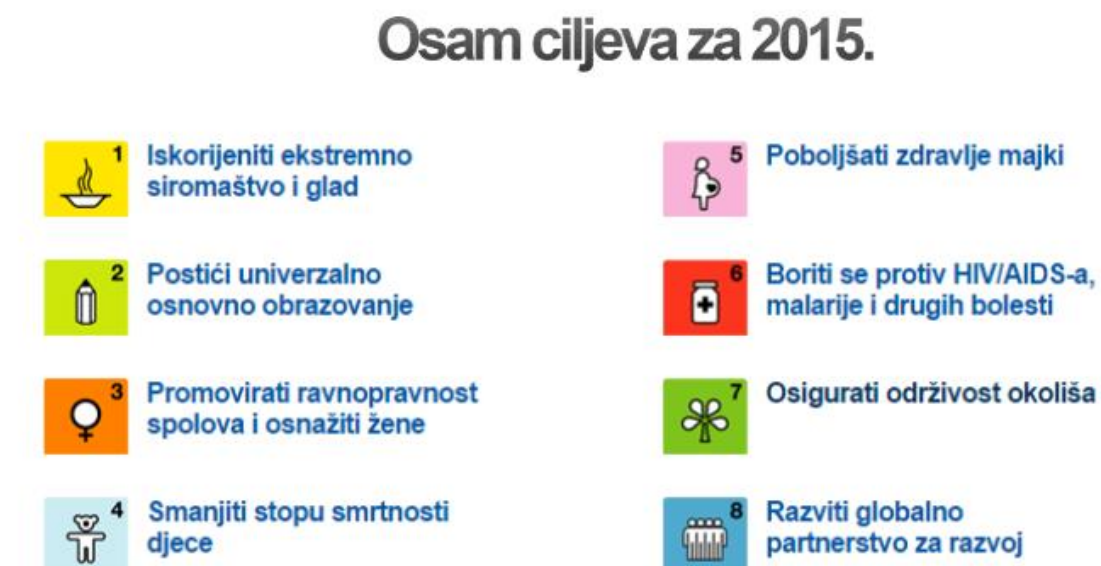 Osam ciljeva za 2015.
1
Iskorijeniti ekstremno
siromaštvo i glad
2
Postići univerzalno
osnovno obrazovanje
3
Promovirati ravnopravnost
spolova i osnažiti žene
4
Smanjiti stopu smrtnosti
djece
5
Poboljšati zdravlje majki
6
Boriti se protiv HIV/AIDS-a,
malarije i drugih bolesti
7
Osigurati održivost okoliša
8
Razviti globalno
partnerstvo za razvoj